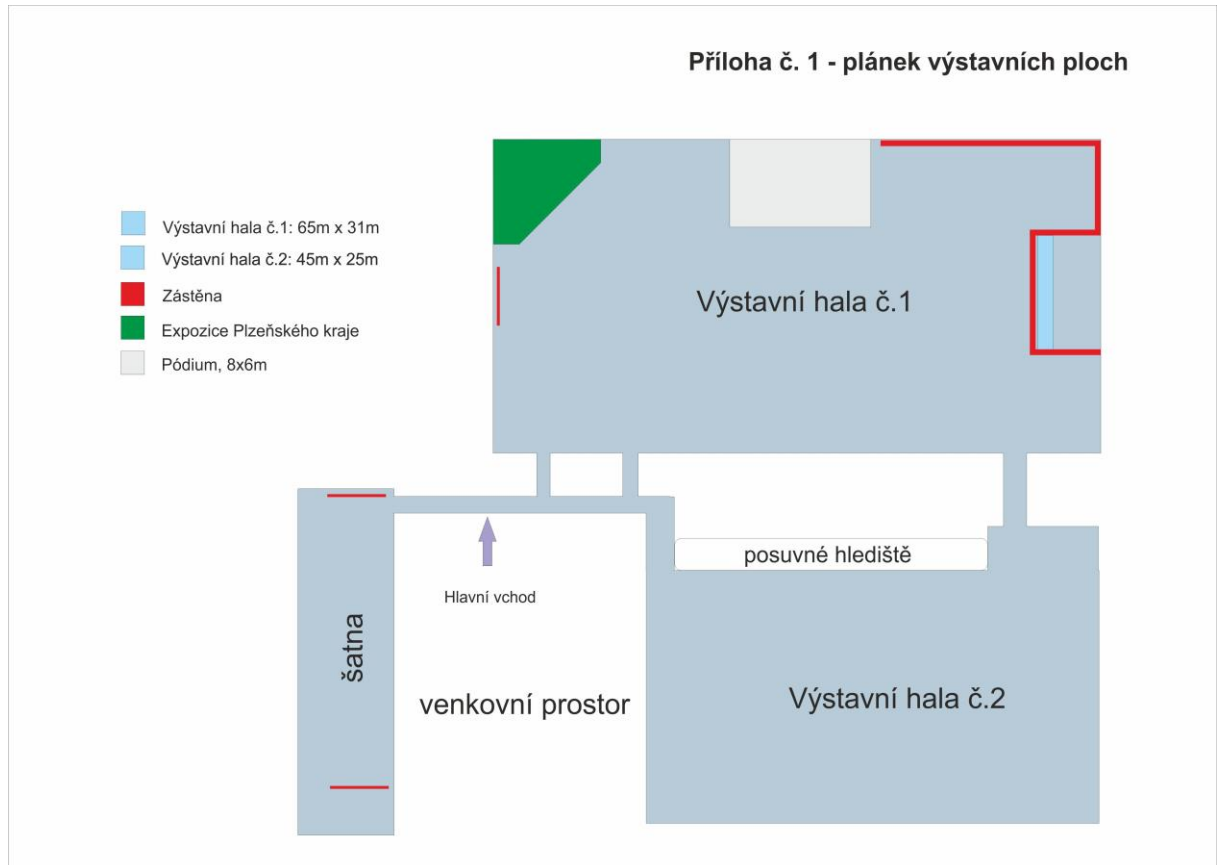 Příloha č. 1 - plánek výstavních ploch
Výstavní hala č.1: 65m x 31m
Výstavní hala č.2: 45m x 25m
Zástěna
Expozice Plzeňského kraje
Pódium, 8x6m
Výstavní hala č.1
posuvné hlediště
Hlavní vchod
šatna
venkovní prostor
Výstavní hala č.2